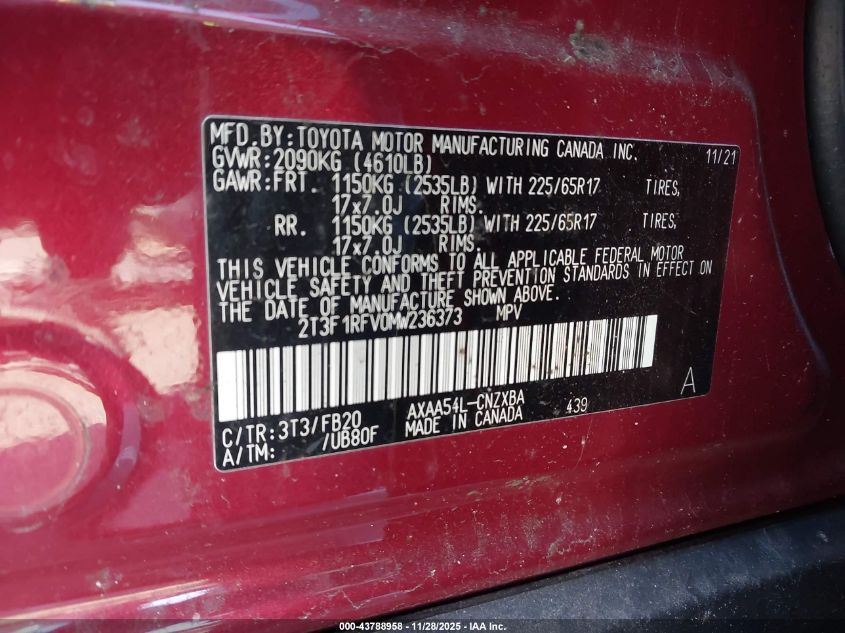 MFD.BY:TOYOTA MOTOR MANUFACTURING CANADA INC. 11/21
GVWR:2090KG (4610LB)
GAWR:FRT. 1150KG (2535LB) WITH 225/65R17 TIRES,
17x7.0J RIMS.
RR. 1150KG (2535LB) WITH 225/65R17 TIRES,
17x7.0J RIMS.
THIS VEHICLE CONFORMS TO ALL APPLICABLE FEDERAL MOTOR
VEHICLE SAFETY AND THEFT PREVENTION STANDARDS IN EFFECT ON
THE DATE OF MANUFACTURE SHOWN ABOVE.
2T3F1RFV0MW236373 MPV
C/TR:3T3/FB20 AXAA54L-CNZXBA 439 A
A/TM: /UB80F MADE IN CANADA
000-43788958 - 11/28/2025 - IAA Inc.